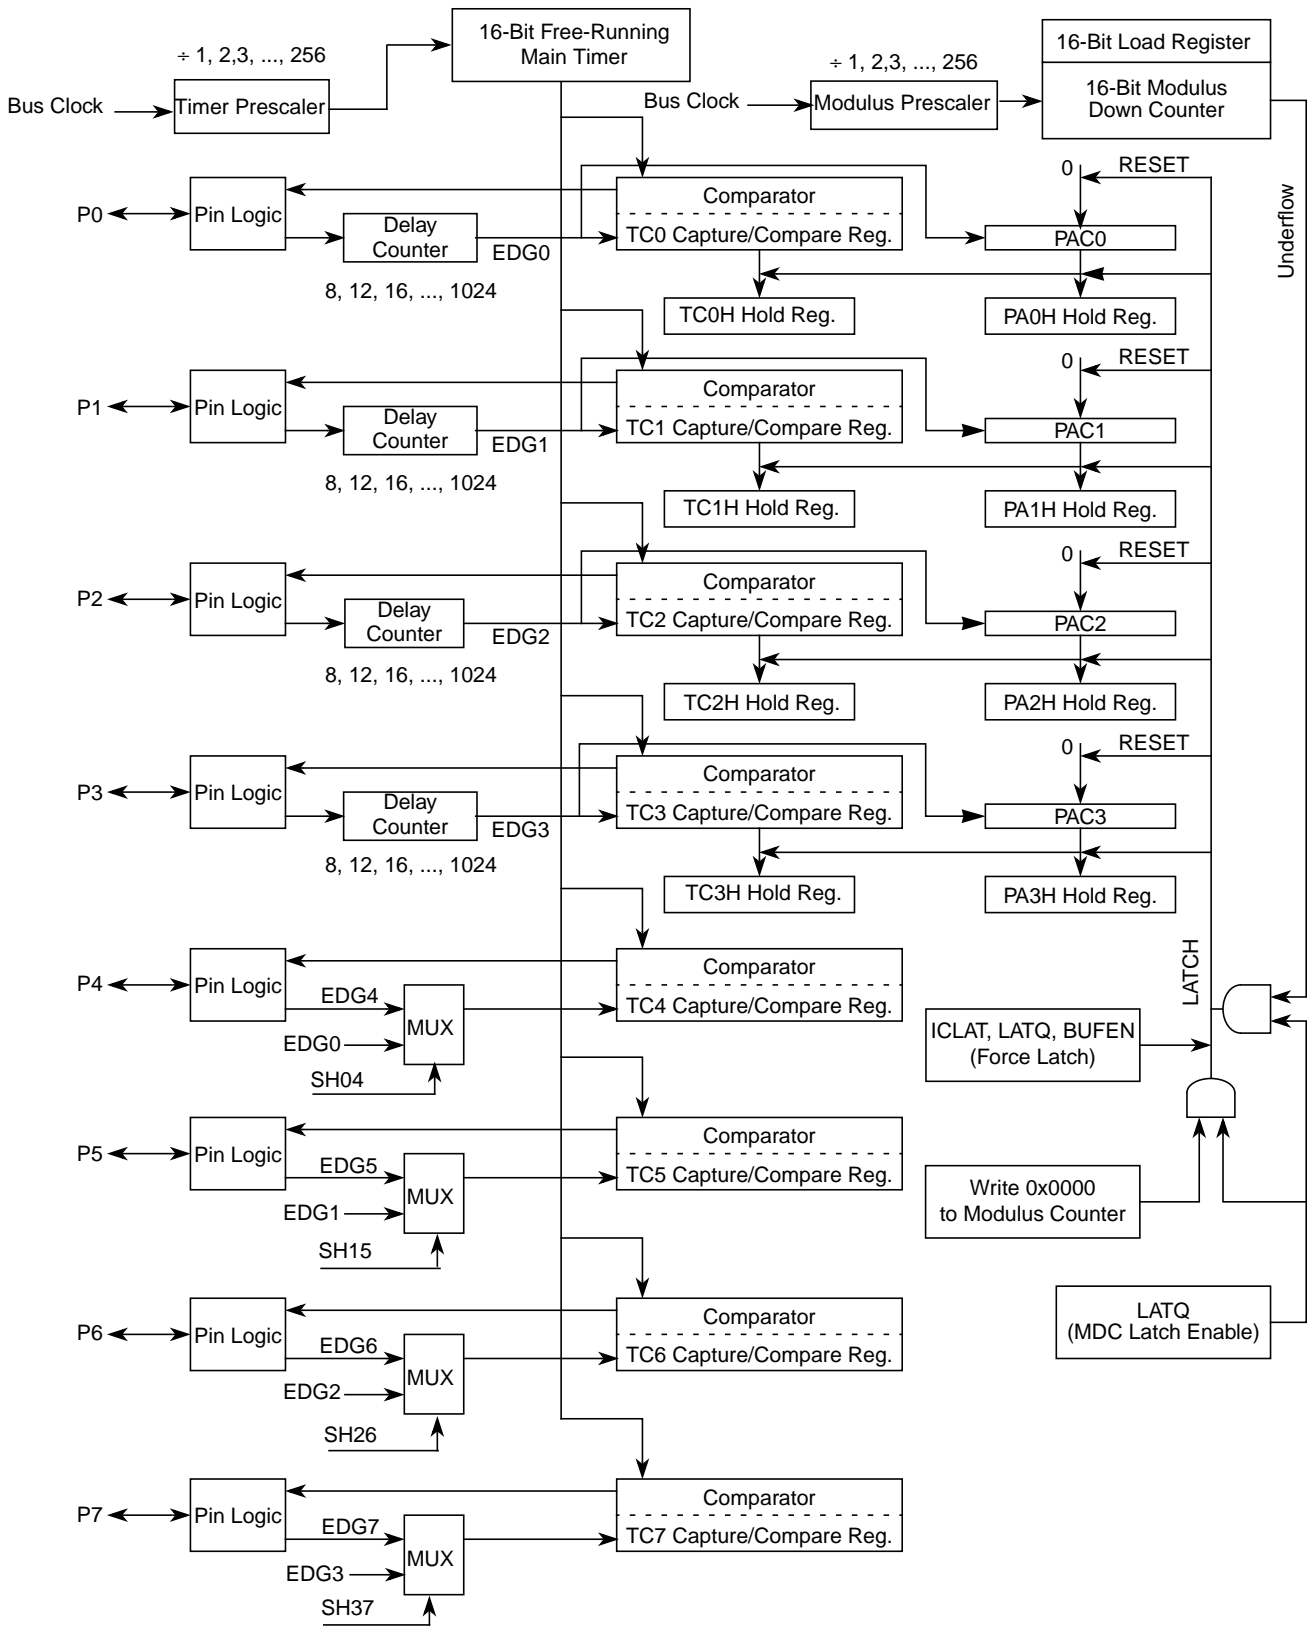 16-Bit Free-Running
Main Timer
÷ 1, 2,3, ..., 256
Bus Clock
Timer Prescaler
÷ 1, 2,3, ..., 256
Bus Clock
Modulus Prescaler
16-Bit Load Register
16-Bit Modulus
Down Counter
Underflow
P0
Pin Logic
Delay
Counter
8, 12, 16, ..., 1024
EDG0
Comparator
TC0 Capture/Compare Reg.
TC0H Hold Reg.
0
RESET
PAC0
PA0H Hold Reg.
P1
Pin Logic
Delay
Counter
8, 12, 16, ..., 1024
EDG1
Comparator
TC1 Capture/Compare Reg.
TC1H Hold Reg.
0
RESET
PAC1
PA1H Hold Reg.
P2
Pin Logic
Delay
Counter
8, 12, 16, ..., 1024
EDG2
Comparator
TC2 Capture/Compare Reg.
TC2H Hold Reg.
0
RESET
PAC2
PA2H Hold Reg.
P3
Pin Logic
Delay
Counter
8, 12, 16, ..., 1024
EDG3
Comparator
TC3 Capture/Compare Reg.
TC3H Hold Reg.
0
RESET
PAC3
PA3H Hold Reg.
LATCH
P4
Pin Logic
EDG4
EDG0
MUX
SH04
Comparator
TC4 Capture/Compare Reg.
ICLAT, LATQ, BUFEN
(Force Latch)
P5
Pin Logic
EDG5
EDG1
MUX
SH15
Comparator
TC5 Capture/Compare Reg.
Write 0x0000
to Modulus Counter
P6
Pin Logic
EDG6
EDG2
MUX
SH26
Comparator
TC6 Capture/Compare Reg.
LATQ
(MDC Latch Enable)
P7
Pin Logic
EDG7
EDG3
MUX
SH37
Comparator
TC7 Capture/Compare Reg.